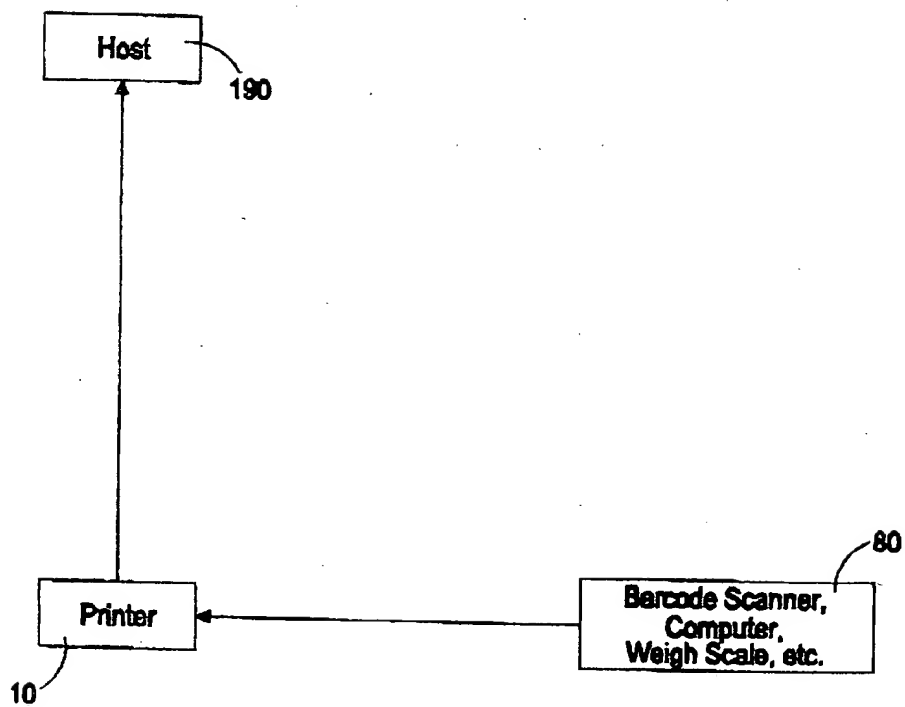 Host
190
80
Printer
Barcode Scanner,
Computer,
Weigh Scale, etc.
10